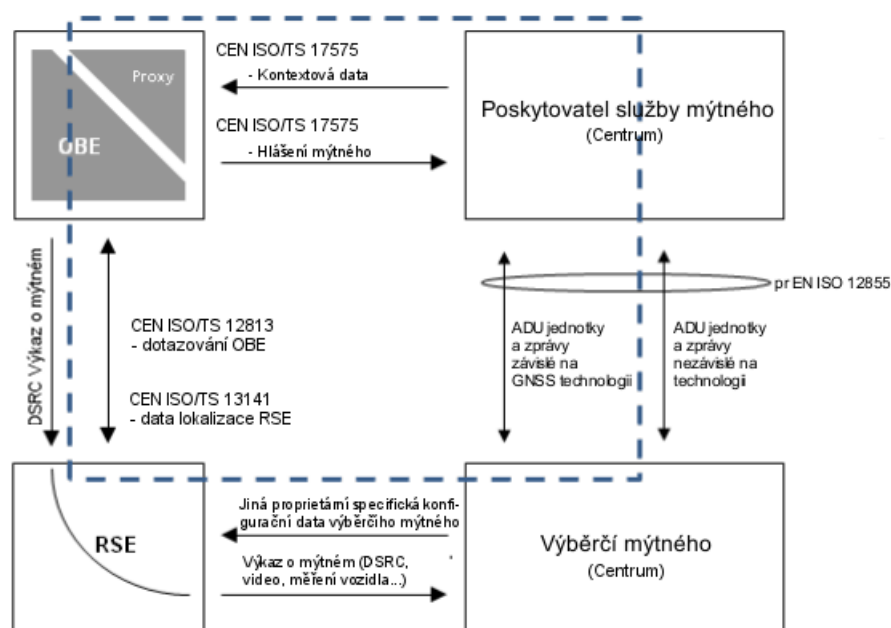 CEN ISO/TS 17575
- Kontextová data
Proxy
OBE
CEN ISO/TS 17575
- Hlášení mýtného
Poskytovatel služby mýtného
(Centrum)
DSRC Výkaz o mýtném
CEN ISO/TS 12813
- dotazování OBE
CEN ISO/TS 13141
- data lokalizace RSE
pr EN ISO 12855
ADU jednotky
a zprávy
závislé na
GNSS technologii
ADU jednotky
a zprávy
nezávislé na
technologii
RSE
Jiná proprietární specifická konfi-
gurační data výběrčího mýtného
Výkaz o mýtném (DSRC,
video, měření vozidla...)
Výběrčí mýtného
(Centrum)